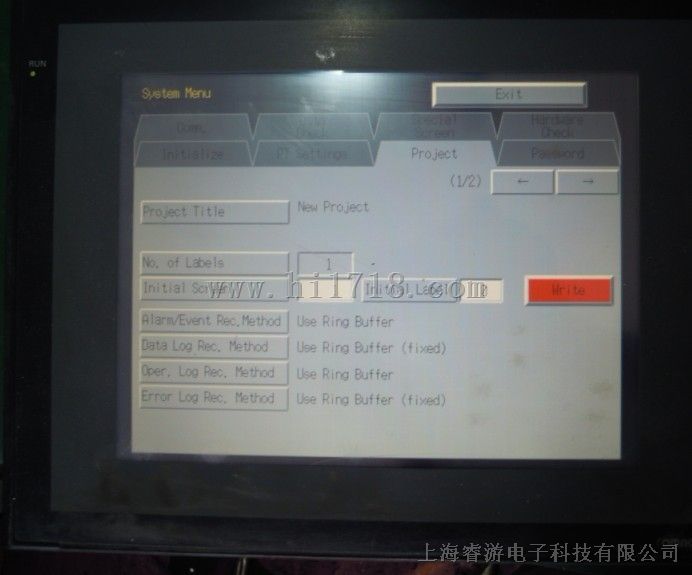 RUN
System Menu
Exit
Comm.
Check
Special
Screen
Hardware
Check
Initialize
PT Settings
Project
Password
(1/2)
←
→
Project Title
New Project
No. of Labels
1
Initial Screen
Initial Label
Write
www.hi1718.com
Alarm/Event Rec.Method
Use Ring Buffer
Data Log Rec. Method
Use Ring Buffer (fixed)
Oper. Log Rec. Method
Use Ring Buffer
Error Log Rec. Method
Use Ring Buffer (fixed)
上海睿游电子科技有限公司